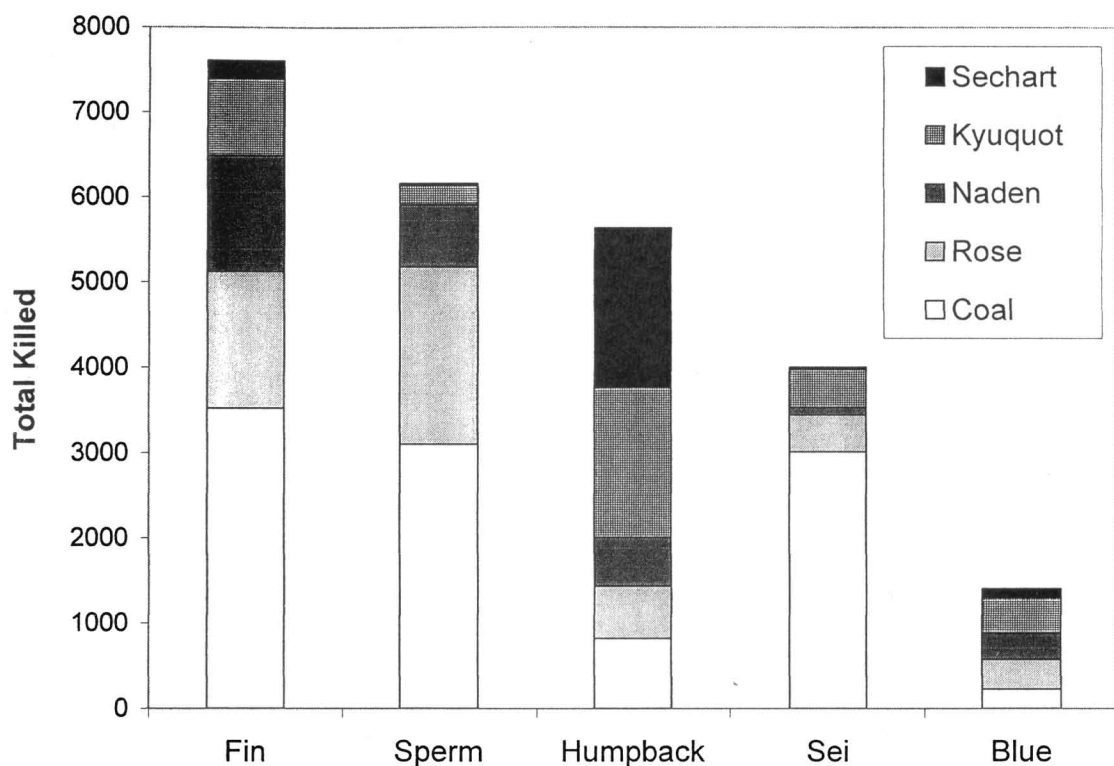 8000
7000
6000
5000
4000
3000
2000
1000
0
Total Killed
Sechart
Kyuquot
Naden
Rose
Coal
Fin Sperm Humpback Sei Blue